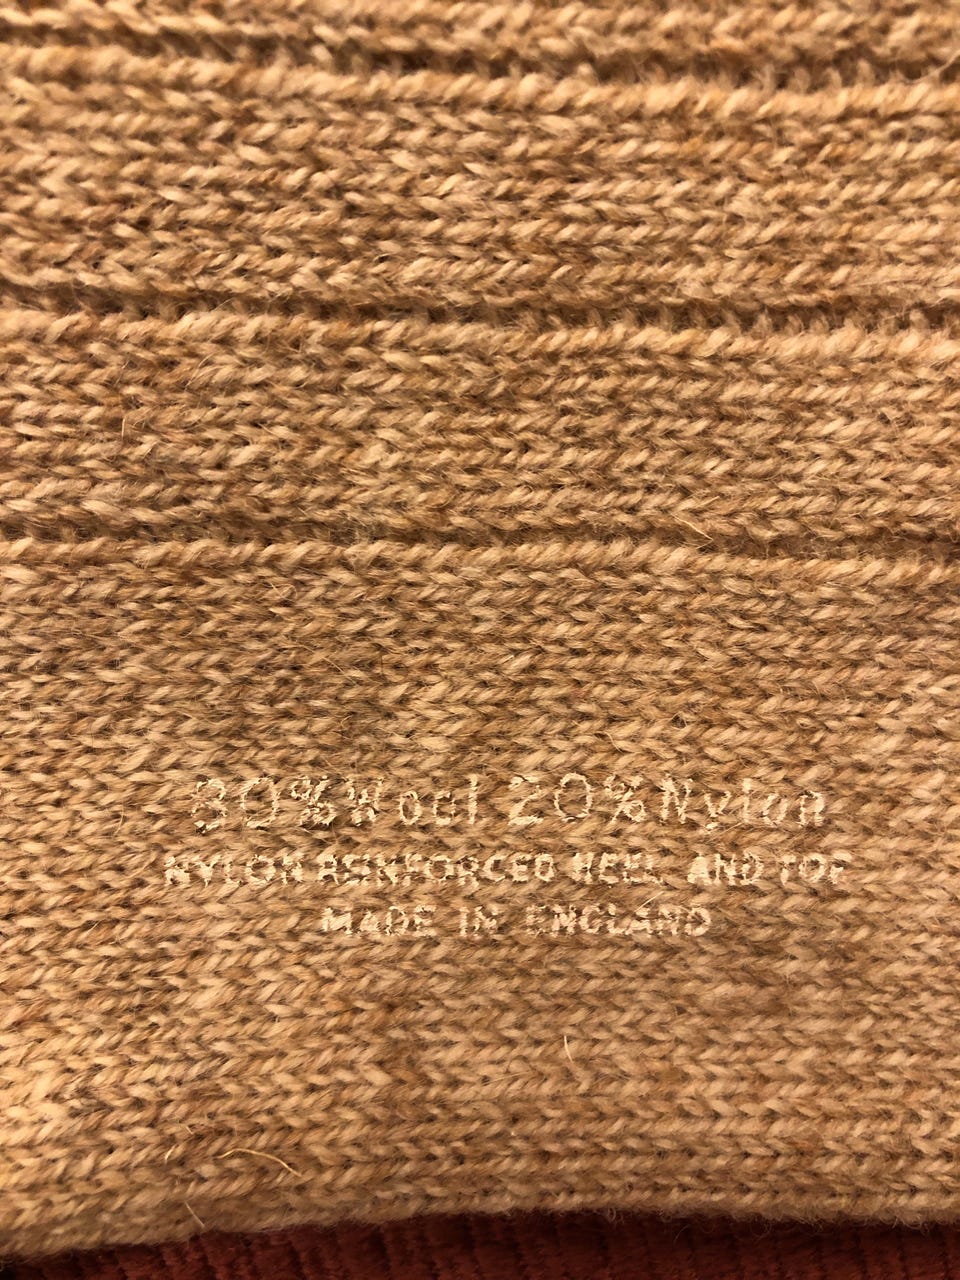 80% Wool 20% Nylon
NYLON REINFORCED HEEL AND TOE
MADE IN ENGLAND